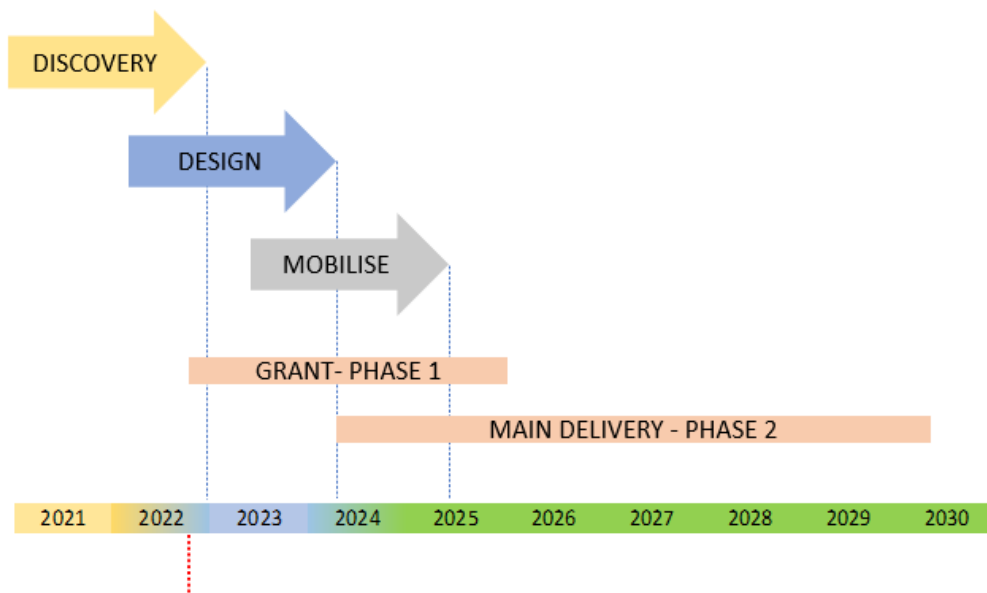 DISCOVERY
DESIGN
MOBILISE
GRANT- PHASE 1
MAIN DELIVERY - PHASE 2
2021 2022 2023 2024 2025 2026 2027 2028 2029 2030